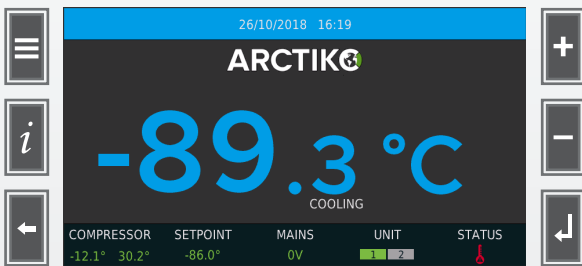 26/10/2018 16:19
ARCTIKO
-89.3 °C
COOLING
COMPRESSOR SETPOINT MAINS UNIT STATUS
-12.1° 30.2° -86.0° 0V 1 2
i
+
-